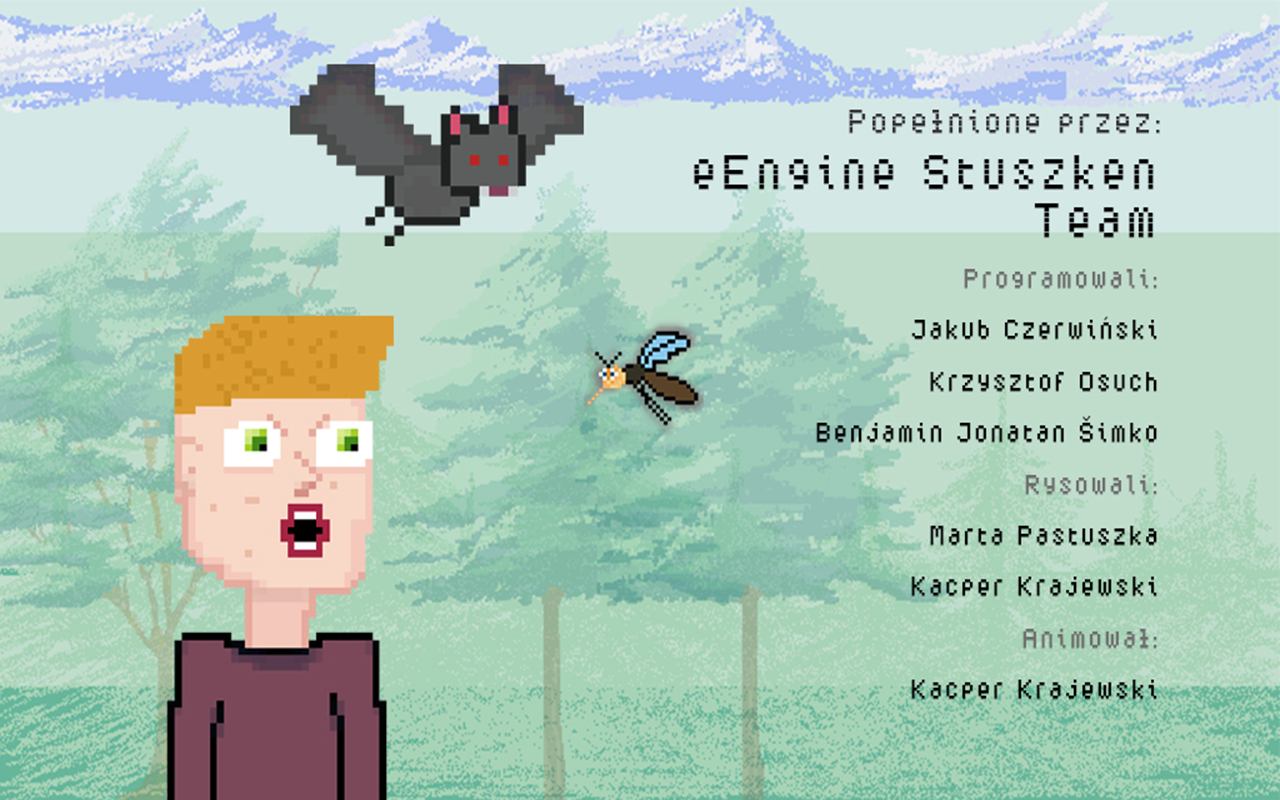 Popełnione przez:
eEngine Stuszken
Team
Programowali:
Jakub Czerwiński
Krzysztof Osuch
Benjamin Jonatan Šimko
Rysowali:
Marta Pastuszka
Kacper Krajewski
Animował:
Kacper Krajewski